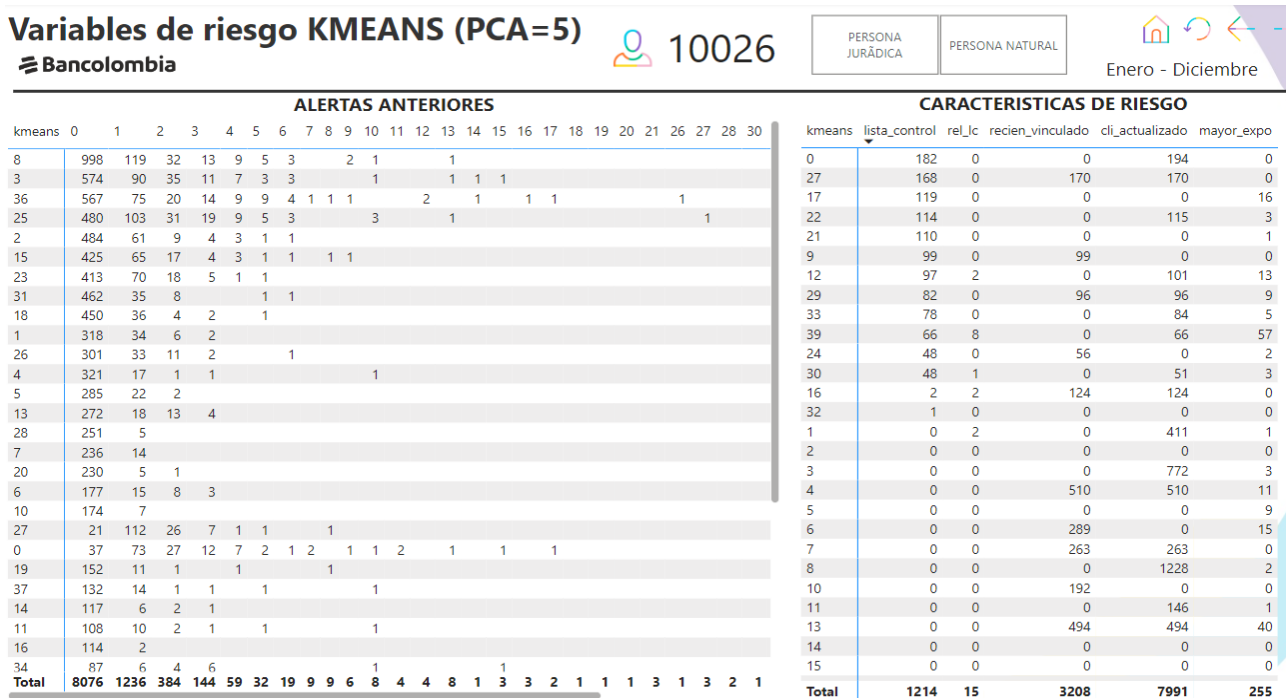 Variables de riesgo KMEANS (PCA=5)
Bancolombia
10026
PERSONA
JURÃDICA
PERSONA NATURAL
Enero - Diciembre
ALERTAS ANTERIORES
kmeans 0 1 2 3 4 5 6 7 8 9 10 11 12 13 14 15 16 17 18 19 20 21 26 27 28 30
8 998 119 32 13 9 5 3 2 1 1
3 574 90 35 11 7 3 3 1 1 1 1
36 567 75 20 14 9 9 4 1 1 1 2 1 1 1 1
25 480 103 31 19 9 5 3 3 1 1
2 484 61 9 4 3 1 1
15 425 65 17 4 3 1 1 1 1
23 413 70 18 5 1 1
31 462 35 8 1 1
18 450 36 4 2 1
1 318 34 6 2
26 301 33 11 2 1
4 321 17 1 1 1
5 285 22 2
13 272 18 13 4
28 251 5
7 236 14
20 230 5 1
6 177 15 8 3
10 174 7
27 21 112 26 7 1 1 1
0 37 73 27 12 7 2 1 2 1 1 2 1 1 1
19 152 11 1 1 1
37 132 14 1 1 1 1
14 117 6 2 1
11 108 10 2 1 1 1
16 114 2
34 87 6 4 6 1 1
Total 8076 1236 384 144 59 32 19 9 9 6 8 4 4 8 1 3 3 2 1 1 1 3 1 3 2 1
CARACTERISTICAS DE RIESGO
kmeans lista_control rel_lc recien_vinculado cli_actualizado mayor_expo
0 182 0 0 194 0
27 168 0 170 170 0
17 119 0 0 0 16
22 114 0 0 115 3
21 110 0 0 0 1
9 99 0 99 0 0
12 97 2 0 101 13
29 82 0 96 96 9
33 78 0 0 84 5
39 66 8 0 66 57
24 48 0 56 0 2
30 48 1 0 51 3
16 2 2 124 124 0
32 1 0 0 0 0
1 0 2 0 411 1
2 0 0 0 0 0
3 0 0 0 772 3
4 0 0 510 510 11
5 0 0 0 0 9
6 0 0 289 0 15
7 0 0 263 263 0
8 0 0 0 1228 2
10 0 0 192 0 0
11 0 0 0 146 1
13 0 0 494 494 40
14 0 0 0 0 0
15 0 0 0 0 0
Total 1214 15 3208 7991 255